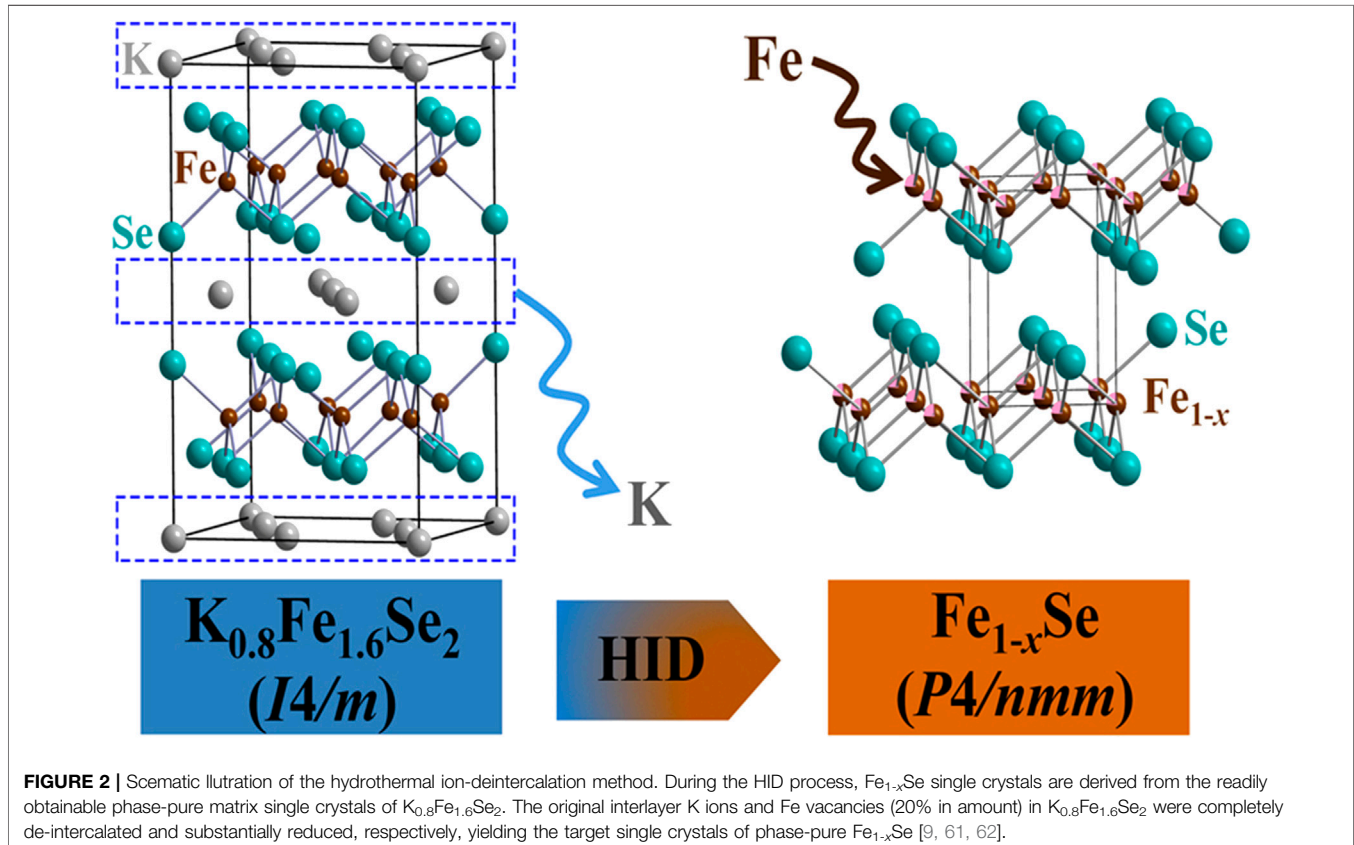 K
Fe
Se
K
Fe
Se
Fe1-x
K0.8Fe1.6Se2
(I4/m)
HID
Fe1-xSe
(P4/nmm)
FIGURE 2 | Scematic Ilutration of the hydrothermal ion-deintercalation method. During the HID process, Fe1-xSe single crystals are derived from the readily
obtainable phase-pure matrix single crystals of K0.8Fe1.6Se2. The original interlayer K ions and Fe vacancies (20% in amount) in K0.8Fe1.6Se2 were completely
de-intercalated and substantially reduced, respectively, yielding the target single crystals of phase-pure Fe1-xSe [9, 61, 62].